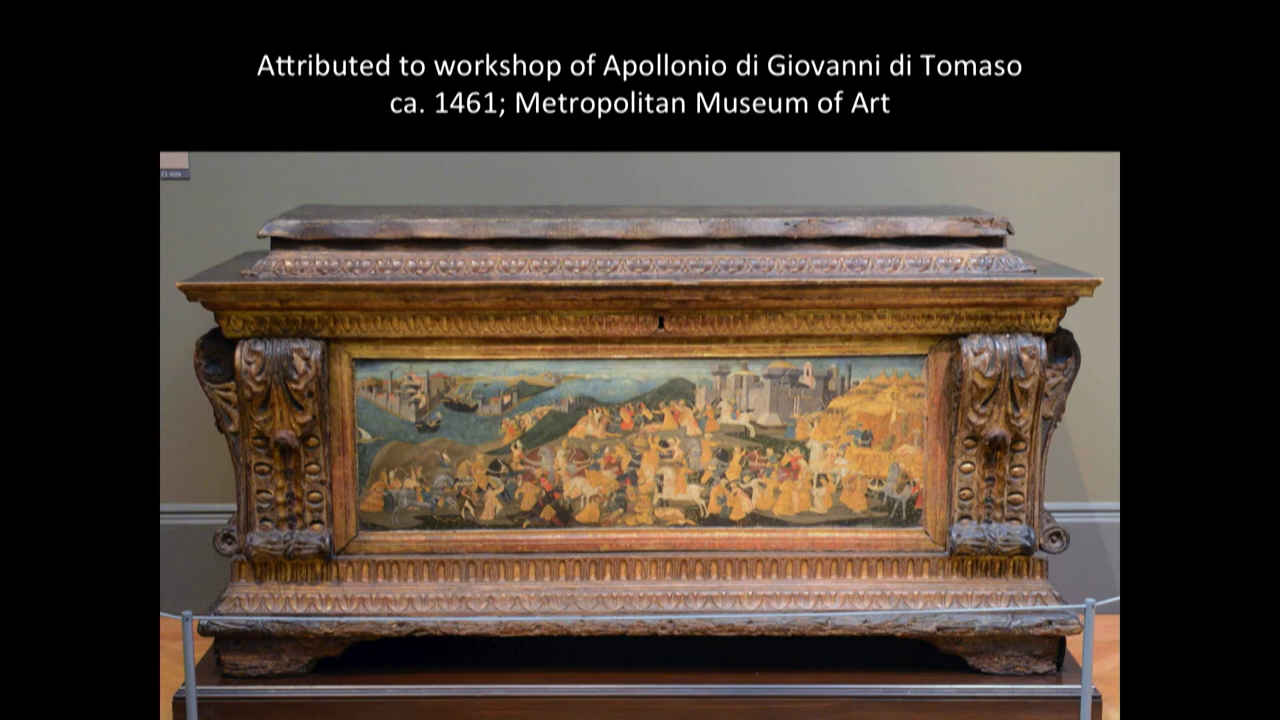 Attributed to workshop of Apollonio di Giovanni di Tomaso
ca. 1461; Metropolitan Museum of Art